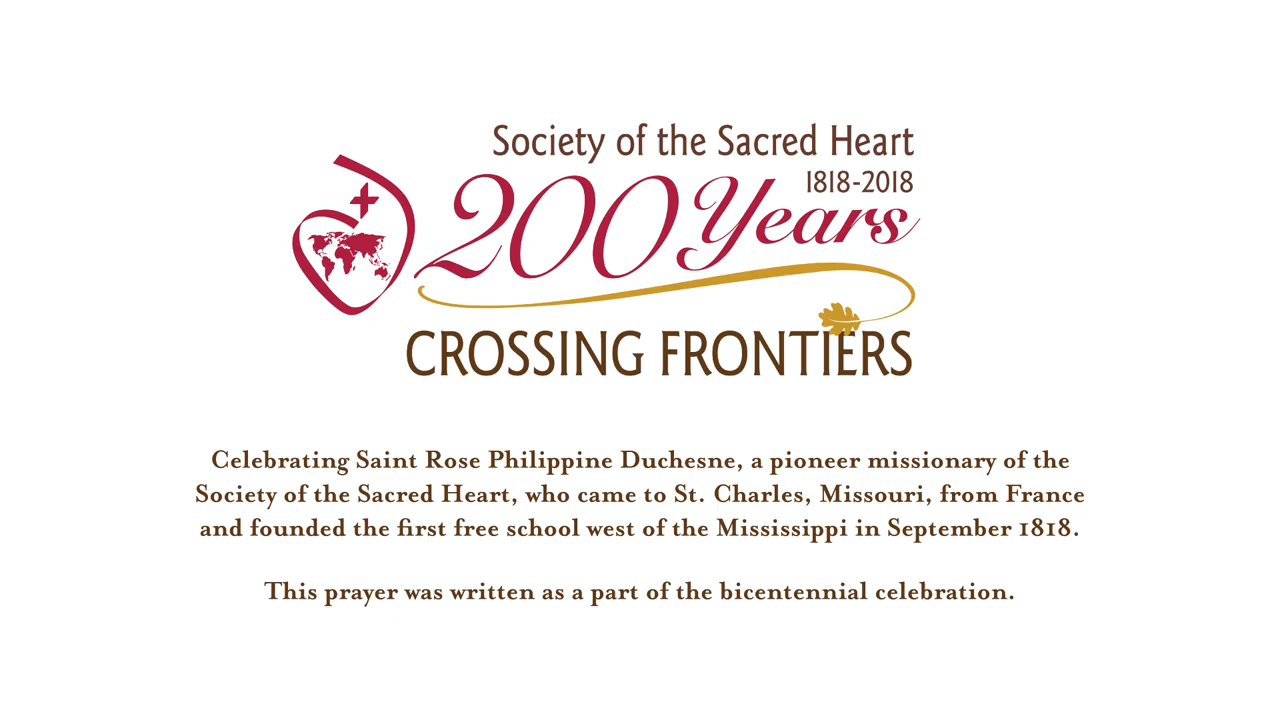 Society of the Sacred Heart
1818-2018
200 Years
CROSSING FRONTIERS
Celebrating Saint Rose Philippine Duchesne, a pioneer missionary of the
Society of the Sacred Heart, who came to St. Charles, Missouri, from France
and founded the first free school west of the Mississippi in September 1818.
This prayer was written as a part of the bicentennial celebration.